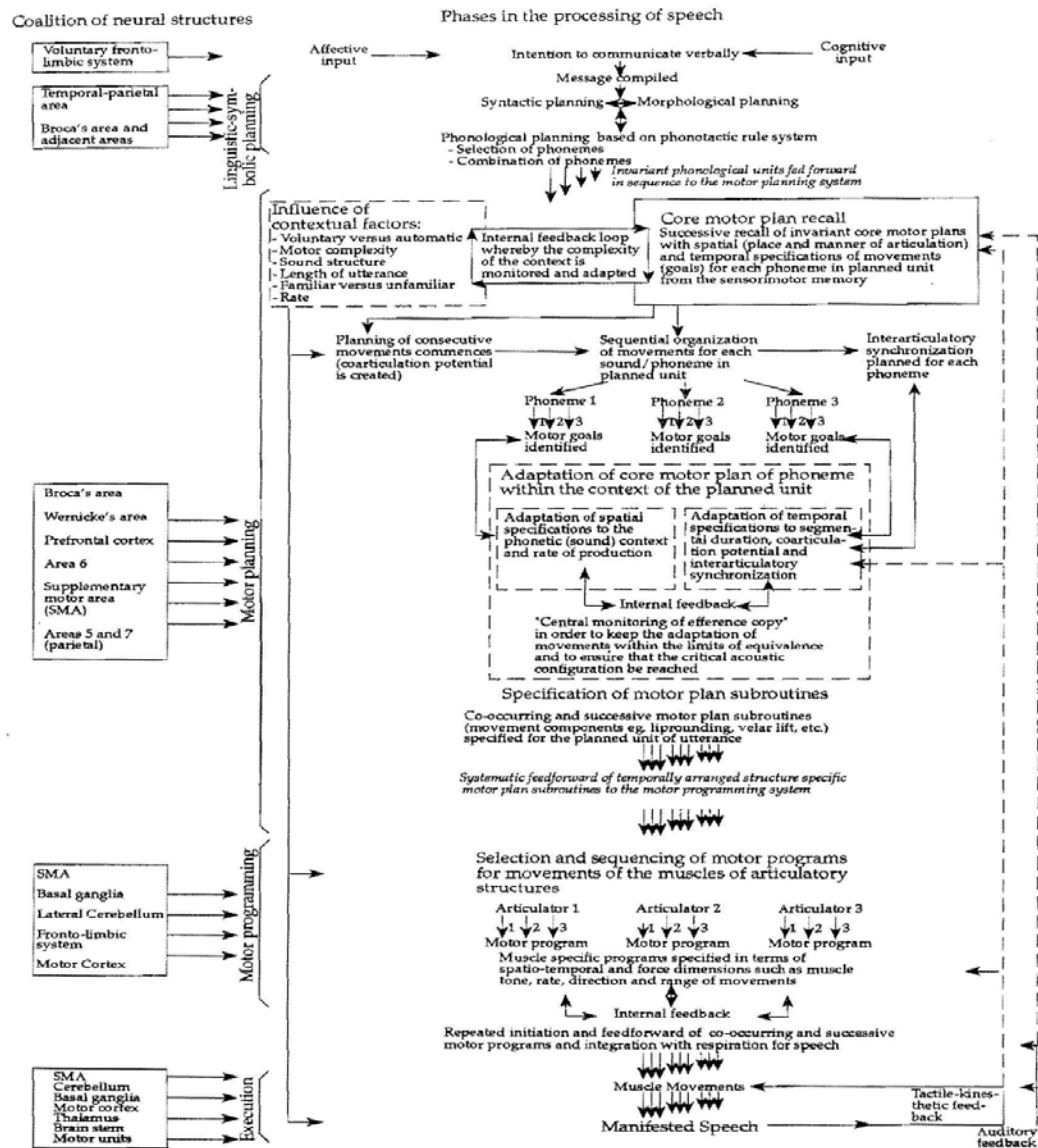 Coalition of neural structures
Phases in the processing of speech
Voluntary fronto-
limbic system
Affective
input
Intention to communicate verbally
Cognitive
input
Message compiled
Temporal-parietal
area
Broca's area and
adjacent areas
Linguistic-sym-
bolic planning
Syntactic planning
Morphological planning
Phonological planning based on phonotactic rule system
- Selection of phonemes
- Combination of phonemes
Invariant phonological units fed forward
in sequence to the motor planning system
Influence of
contextual factors:
- Voluntary versus automatic
- Motor complexity
- Sound structure
- Length of utterance
- Familiar versus unfamiliar
- Rate
Internal feedback loop
whereby the complexity
of the context is
monitored and adapted
Core motor plan recall
Successive recall of invariant core motor plans
with spatial (place and manner of articulation)
and temporal specifications of movements
(goals) for each phoneme in planned unit
from the sensorimotor memory
Planning of consecutive
movements commences
(coarticulation potential
is created)
Sequential organization
of movements for each
sound/phoneme in
planned unit
Interarticulatory
synchronization
planned for each
phoneme
Phoneme 1
Phoneme 2
Phoneme 3
1 2 3
1 2 3
1 2 3
Motor goals
identified
Motor goals
identified
Motor goals
identified
Adaptation of core motor plan of phoneme
within the context of the planned unit
Adaptation of spatial
specifications to the
phonetic (sound) context
and rate of production
Adaptation of temporal
specifications to segmen-
tal duration, coarticula-
tion potential and
interarticulatory
synchronization
Internal feedback
"Central monitoring of efference copy"
in order to keep the adaptation of
movements within the limits of equivalence
and to ensure that the critical acoustic
configuration be reached
Broca's area
Wernicke's area
Prefrontal cortex
Area 6
Supplementary
motor area
(SMA)
Areas 5 and 7
(parietal)
Motor planning
Specification of motor plan subroutines
Co-occurring and successive motor plan subroutines
(movement components eg. liprounding, velar lift, etc.)
specified for the planned unit of utterance
Systematic feedforward of temporally arranged structure specific
motor plan subroutines to the motor programming system
Selection and sequencing of motor programs
for movements of the muscles of articulatory
structures
SMA
Basal ganglia
Lateral Cerebellum
Fronto-limbic
system
Motor Cortex
Motor programming
Articulator 1
Articulator 2
Articulator 3
1 2 3
1 2 3
1 2 3
Motor program
Motor program
Motor program
Muscle specific programs specified in terms of
spatio-temporal and force dimensions such as muscle
tone, rate, direction and range of movements
Internal feedback
Repeated initiation and feedforward of co-occurring and successive
motor programs and integration with respiration for speech
SMA
Cerebellum
Basal ganglia
Motor cortex
Thalamus
Brain stem
Motor units
Execution
Muscle Movements
Manifested Speech
Tactile-kines-
thetic feed-
back
Auditory
feedback